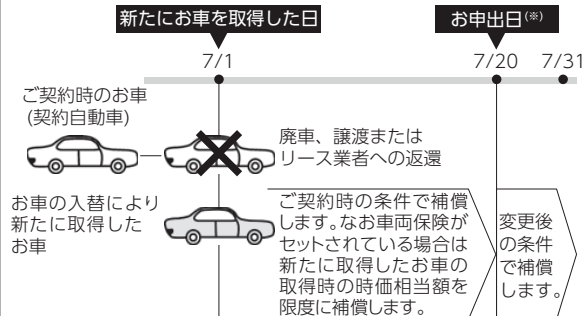 新たにお車を取得した日
お申出日(※)
7/1
7/20
7/31
ご契約時のお車
(契約自動車)
廃車、譲渡または
リース業者への返還
お車の入替により
新たに取得した
お車
ご契約時の条件で補償
します。なお車両保険が
セットされている場合は
新たに取得したお車の
取得時の時価相当額を
限度に補償します。
変更後
の条件
で補償
します。